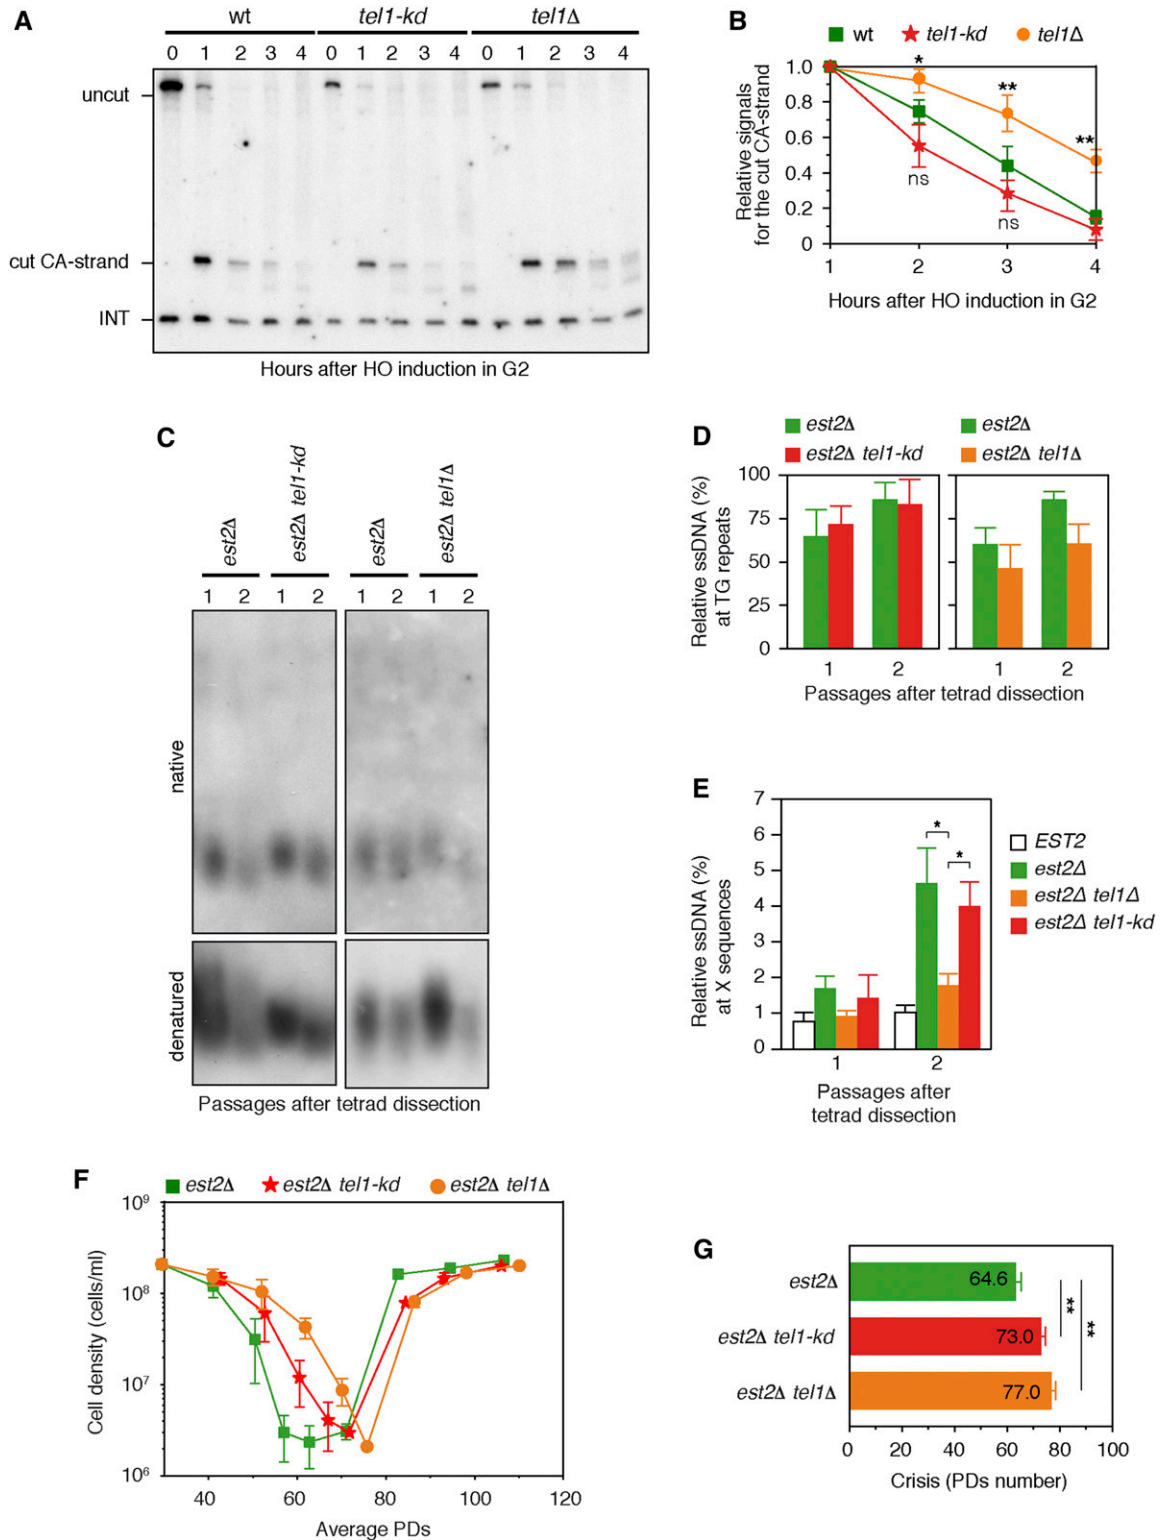 A
wt tel1-kd tel1Δ
0 1 2 3 4 0 1 2 3 4 0 1 2 3 4
uncut
cut CA-strand
INT
Hours after HO induction in G2
B
wt tel1-kd tel1Δ
Relative signals
for the cut CA-strand
1.0
0.8
0.6
0.4
0.2
0
*
**
**
ns
ns
1 2 3 4
Hours after HO induction in G2
C
est2Δ
est2Δ tel1-kd
est2Δ
est2Δ tel1Δ
1 2 1 2 1 2 1 2
native
denatured
Passages after tetrad dissection
D
est2Δ est2Δ
est2Δ tel1-kd est2Δ tel1Δ
Relative ssDNA (%)
at TG repeats
100
75
50
25
0
1 2 1 2
Passages after tetrad dissection
E
Relative ssDNA (%)
at X sequences
7
6
5
4
3
2
1
0
*
*
EST2
est2Δ
est2Δ tel1Δ
est2Δ tel1-kd
1 2
Passages after
tetrad dissection
F
est2Δ est2Δ tel1-kd est2Δ tel1Δ
Cell density (cells/ml)
10⁹
10⁸
10⁷
10⁶
40 60 80 100 120
Average PDs
G
est2Δ 64.6
est2Δ tel1-kd 73.0
est2Δ tel1Δ 77.0
**
**
0 20 40 60 80 100
Crisis (PDs number)